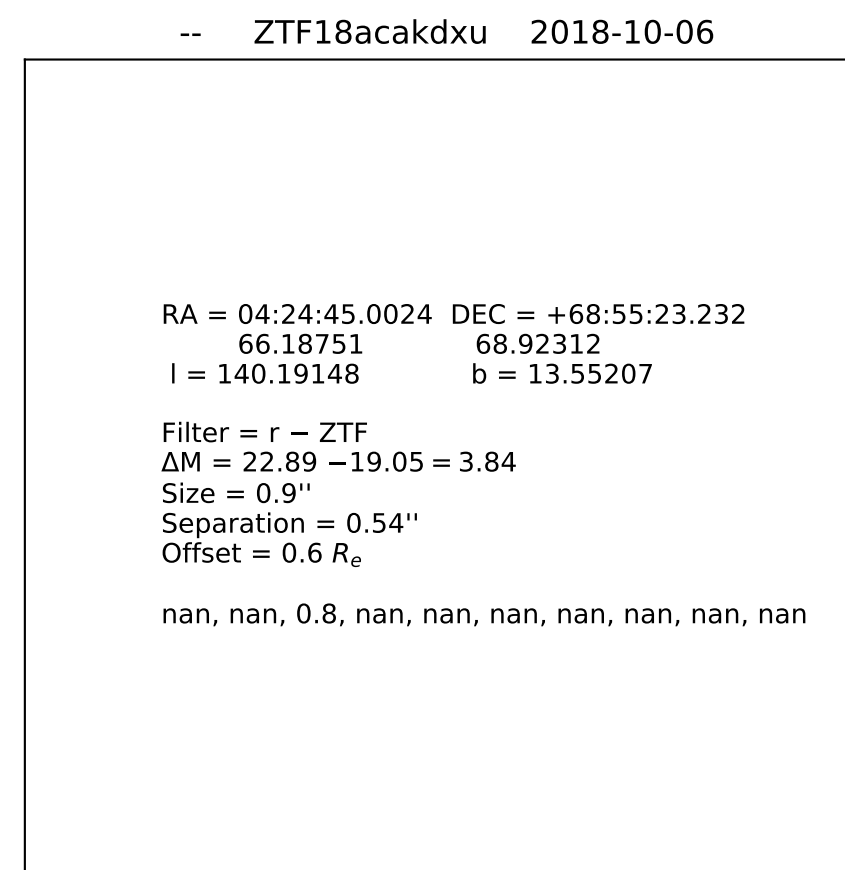 -- ZTF18acakdxu 2018-10-06
RA = 04:24:45.0024 DEC = +68:55:23.232
66.18751 68.92312
l = 140.19148 b = 13.55207
Filter = r − ZTF
ΔM = 22.89 −19.05 = 3.84
Size = 0.9''
Separation = 0.54''
Offset = 0.6 Rₑ
nan, nan, 0.8, nan, nan, nan, nan, nan, nan, nan